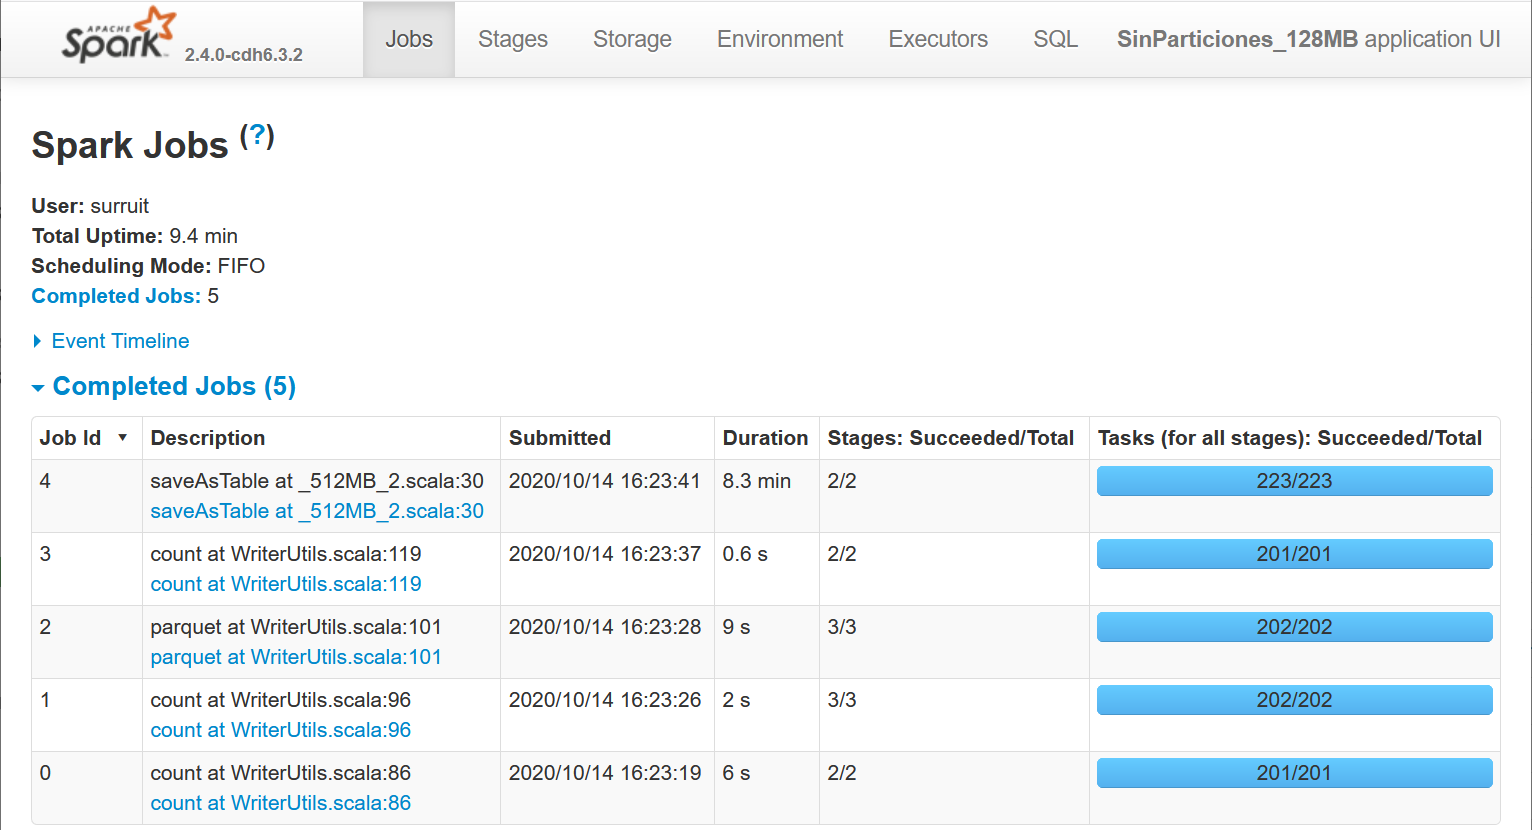 APACHE
Spark 2.4.0-cdh6.3.2 Jobs Stages Storage Environment Executors SQL SinParticiones_128MB application UI
Spark Jobs (?)
User: surruit
Total Uptime: 9.4 min
Scheduling Mode: FIFO
Completed Jobs: 5
Event Timeline
Completed Jobs (5)
Job Id ▼ Description Submitted Duration Stages: Succeeded/Total Tasks (for all stages): Succeeded/Total
4 saveAsTable at _512MB_2.scala:30 2020/10/14 16:23:41 8.3 min 2/2 223/223
saveAsTable at _512MB_2.scala:30
3 count at WriterUtils.scala:119 2020/10/14 16:23:37 0.6 s 2/2 201/201
count at WriterUtils.scala:119
2 parquet at WriterUtils.scala:101 2020/10/14 16:23:28 9 s 3/3 202/202
parquet at WriterUtils.scala:101
1 count at WriterUtils.scala:96 2020/10/14 16:23:26 2 s 3/3 202/202
count at WriterUtils.scala:96
0 count at WriterUtils.scala:86 2020/10/14 16:23:19 6 s 2/2 201/201
count at WriterUtils.scala:86